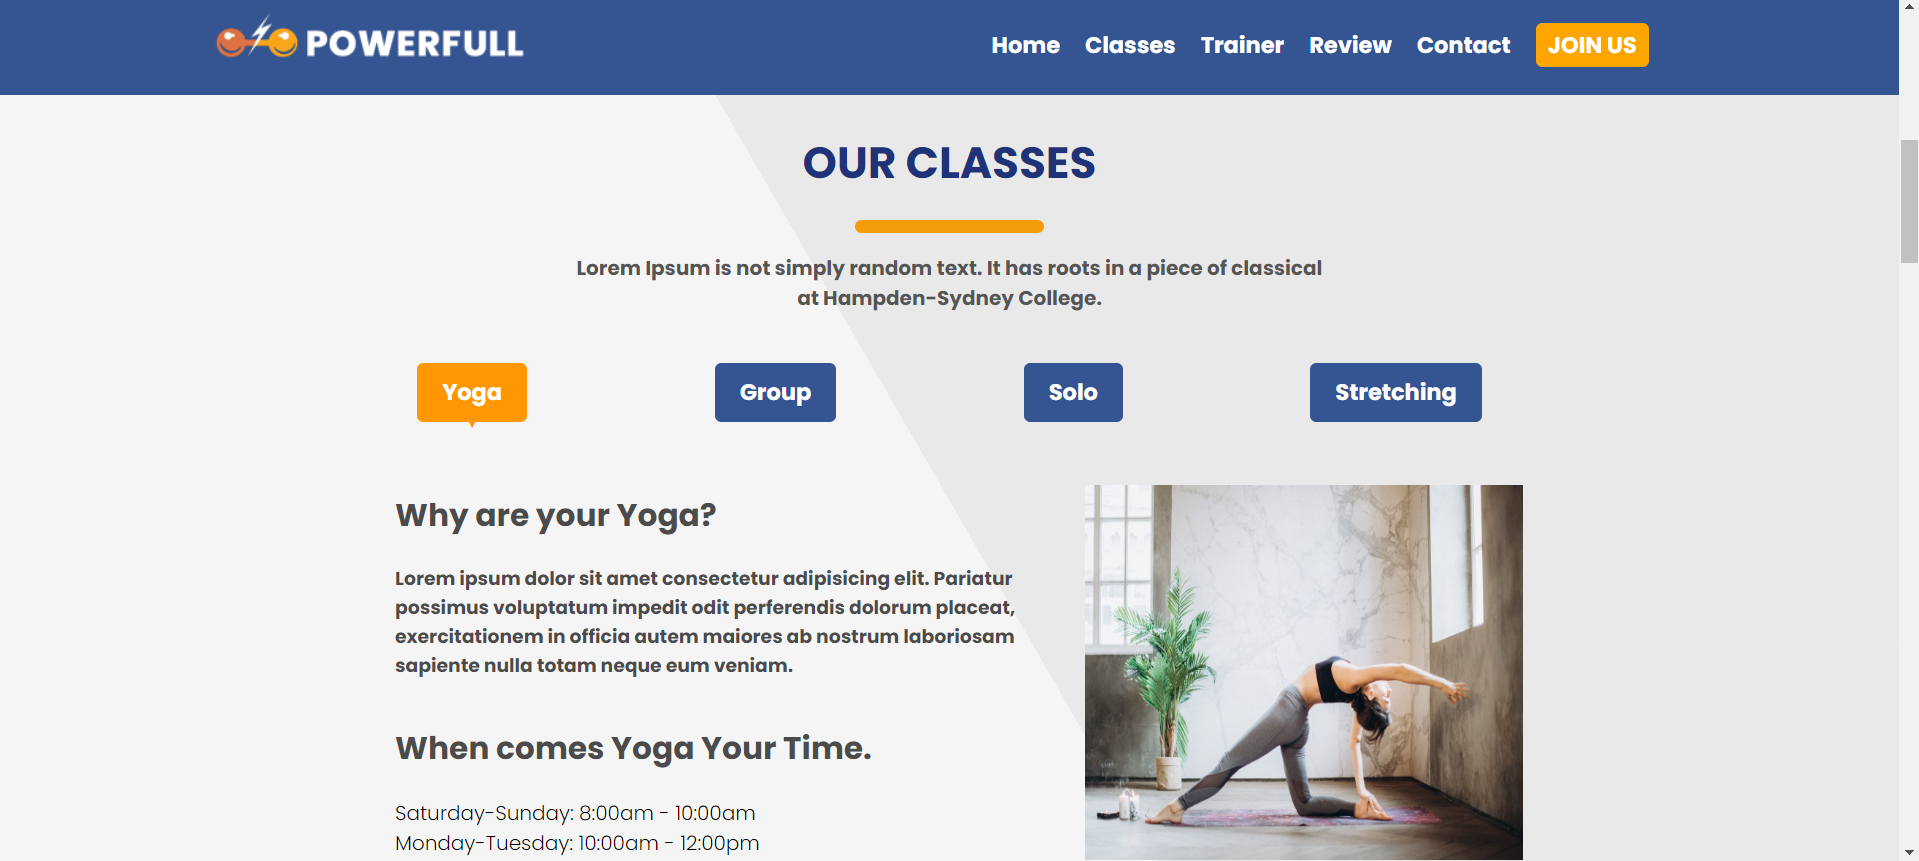 POWERFULL
Home Classes Trainer Review Contact JOIN US
OUR CLASSES
Lorem Ipsum is not simply random text. It has roots in a piece of classical
at Hampden-Sydney College.
Yoga Group Solo Stretching
Why are your Yoga?
Lorem ipsum dolor sit amet consectetur adipisicing elit. Pariatur
possimus voluptatum impedit odit perferendis dolorum placeat,
exercitationem in officia autem maiores ab nostrum laboriosam
sapiente nulla totam neque eum veniam.
When comes Yoga Your Time.
Saturday-Sunday: 8:00am - 10:00am
Monday-Tuesday: 10:00am - 12:00pm